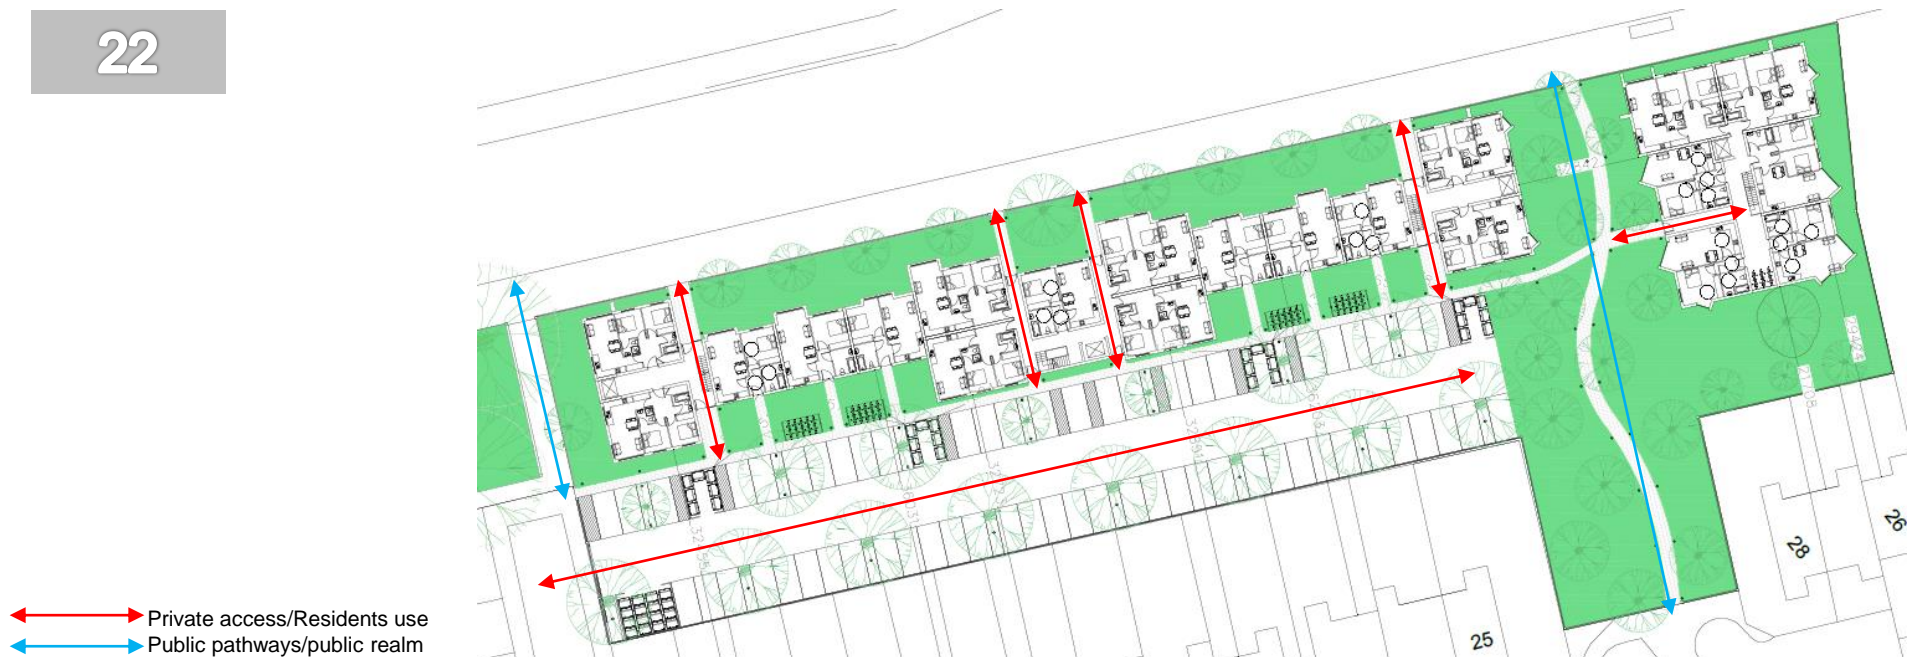 22
26
28
25
Private access/Residents use
Public pathways/public realm